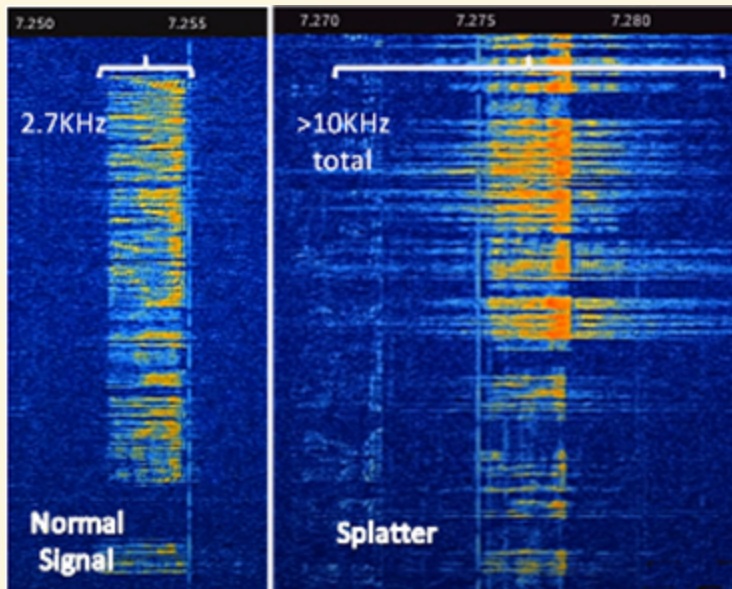 7.250 7.255
7.270 7.275 7.280
2.7KHz
>10KHz
total
Normal
Signal
Splatter